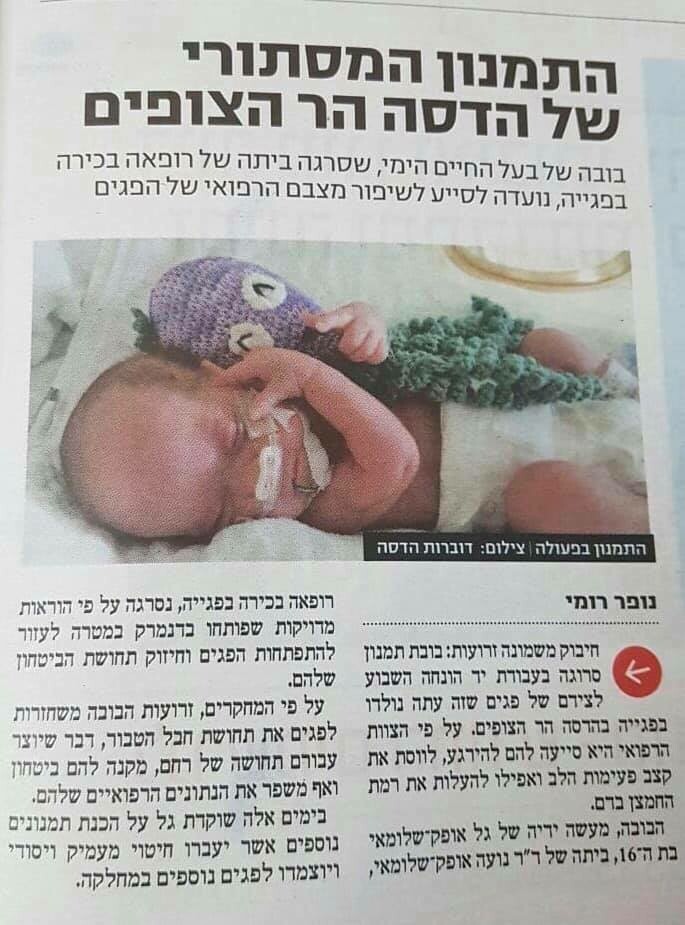 התמנון המסתורי
של הדסה הר הצופים
בובה של בעל החיים הימי, שסרגה ביתה של רופאה בכירה
בפגייה, נועדה לסייע לשיפור מצבם הרפואי של הפגים
התמנון בפעולה | צילום: דוברות הדסה
נופר רומי
חיבוק משמונה זרועות: בובת תמנון
סרוגה בעבודת יד הונחה השבוע
לצידם של פגים שזה עתה נולדו
בפגייה בהדסה הר הצופים. על פי הצוות
הרפואי היא סייעה להם להירגע, לווסת את
קצב פעימות הלב ואפילו להעלות את רמת
החמצן בדם.
הבובה, מעשה ידיה של גל אופק־שלומאי
בת ה־16, ביתה של ד"ר נועה אופק־שלומאי,
רופאה בכירה בפגייה, נסרגה על פי הוראות
מדויקות שפותחו בדנמרק במטרה לעזור
להתפתחות הפגים וחיזוק תחושת הביטחון
שלהם.
על פי המחקרים, זרועות הבובה משחזרות
לפגים את תחושת חבל הטבור, דבר שיוצר
עבורם תחושה של רחם, מקנה להם ביטחון
ואף משפר את הנתונים הרפואיים שלהם.
בימים אלה שוקדת גל על הכנת תמנונים
נוספים אשר יעברו חיטוי מעמיק ויסודי
ויוצמדו לפגים נוספים במחלקה.